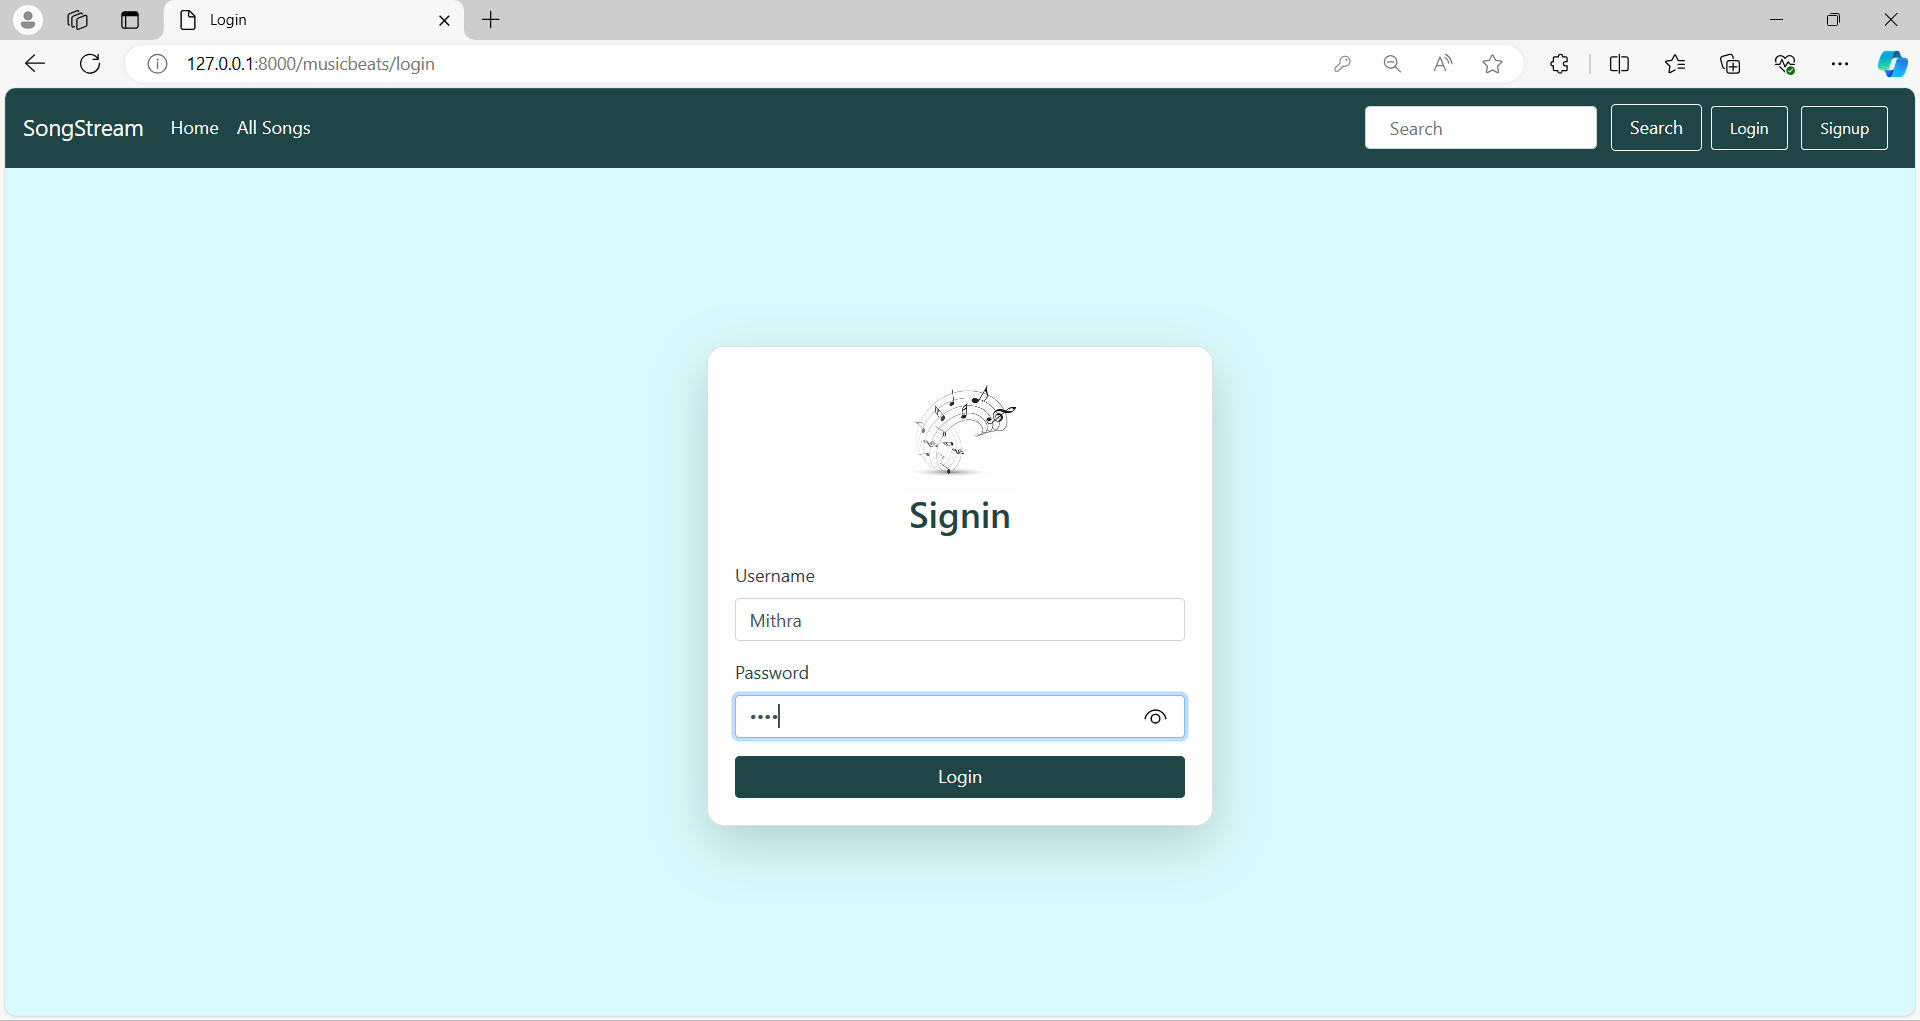 Login
127.0.0.1:8000/musicbeats/login
SongStream Home All Songs Search Search Login Signup
Signin
Username
Mithra
Password
••••
Login